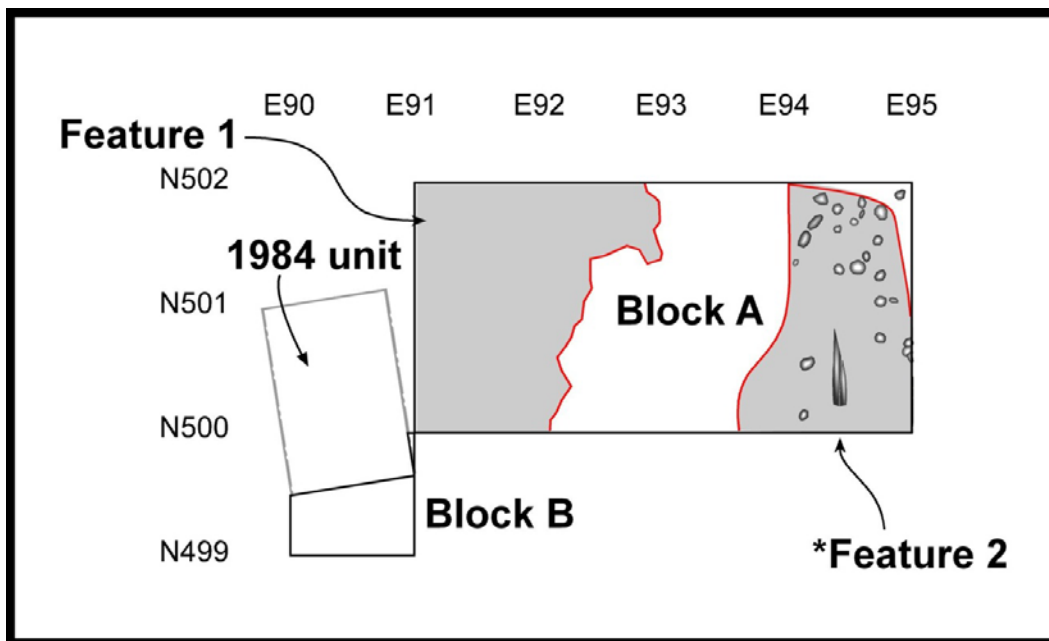 E90 E91 E92 E93 E94 E95
Feature 1
N502
1984 unit
N501
Block A
N500
Block B
N499
*Feature 2